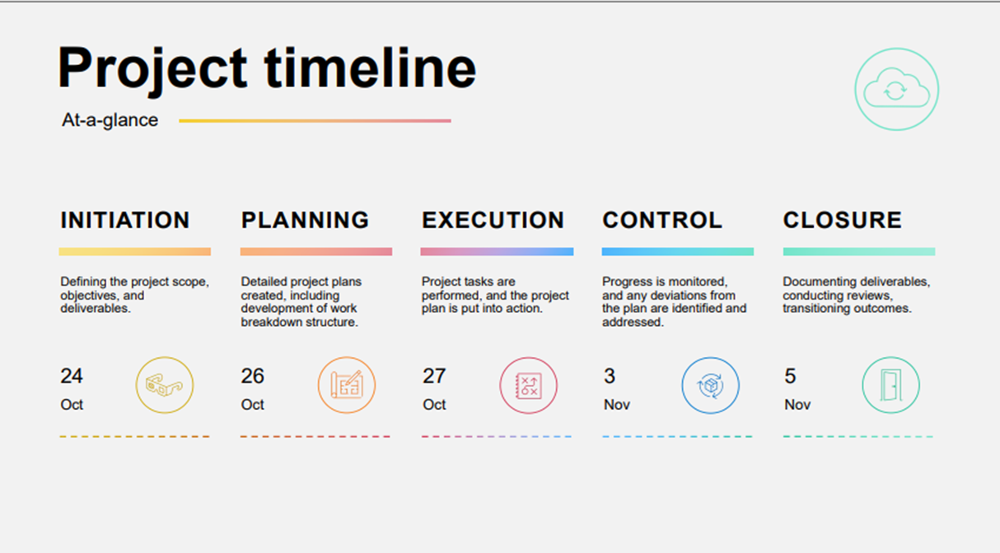 Project timeline
At-a-glance
INITIATION
Defining the project scope,
objectives, and
deliverables.
24
Oct
PLANNING
Detailed project plans
created, including
development of work
breakdown structure.
26
Oct
EXECUTION
Project tasks are
performed, and the project
plan is put into action.
27
Oct
CONTROL
Progress is monitored,
and any deviations from
the plan are identified and
addressed.
3
Nov
CLOSURE
Documenting deliverables,
conducting reviews,
transitioning outcomes.
5
Nov